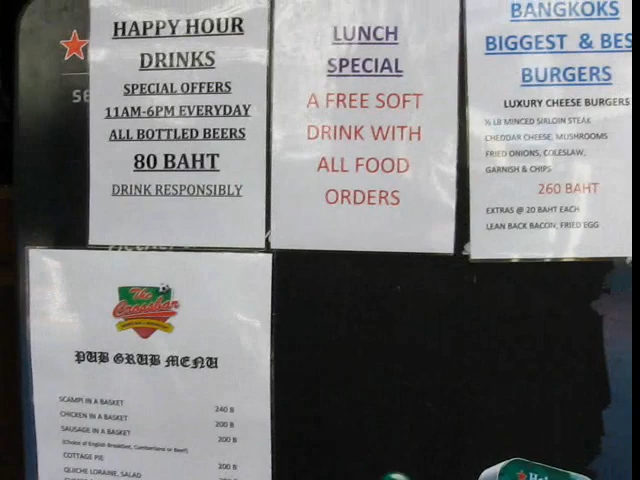 HAPPY HOUR
DRINKS
SPECIAL OFFERS
11AM-6PM EVERYDAY
ALL BOTTLED BEERS
80 BAHT
DRINK RESPONSIBLY
LUNCH
SPECIAL
A FREE SOFT
DRINK WITH
ALL FOOD
ORDERS
BANGKOKS
BIGGEST & BES
BURGERS
LUXURY CHEESE BURGERS
½ LB MINCED SIRLOIN STEAK
CHEDDAR CHEESE, MUSHROOMS
FRIED ONIONS, COLESLAW,
GARNISH & CHIPS
260 BAHT
EXTRAS @ 20 BAHT EACH
LEAN BACK BACON, FRIED EGG
The
Crossbar
PUB GRUB MENU
SCAMPI IN A BASKET 240 B
CHICKEN IN A BASKET 200 B
SAUSAGE IN A BASKET 200 B
(Choice of English Breakfast, Cumberland or Beef)
COTTAGE PIE 200 B
QUICHE LORAINE, SALAD